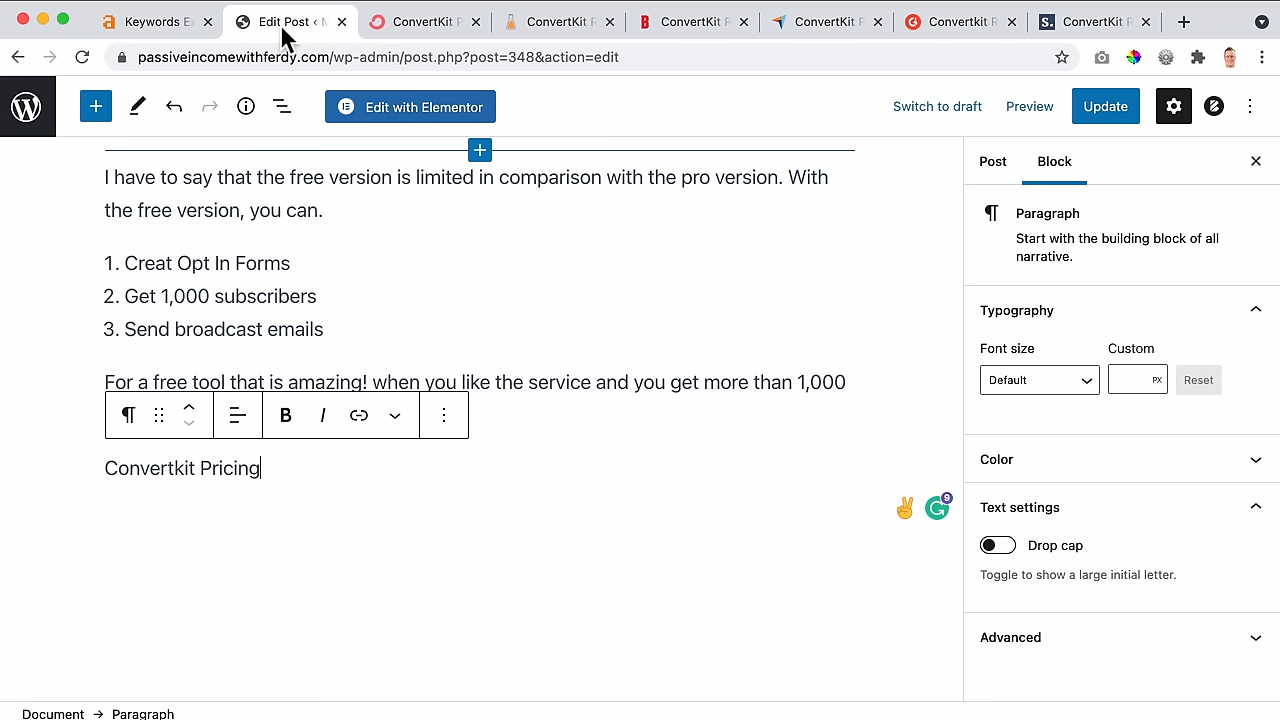 Keywords E
Edit Post ‹ M
ConvertKit P
ConvertKit R
ConvertKit R
ConvertKit P
Convertkit R
ConvertKit P
passiveincomewithferdy.com/wp-admin/post.php?post=348&action=edit
Edit with Elementor
Switch to draft
Preview
Update
I have to say that the free version is limited in comparison with the pro version. With
the free version, you can.
1. Creat Opt In Forms
2. Get 1,000 subscribers
3. Send broadcast emails
For a free tool that is amazing! when you like the service and you get more than 1,000
B I
Convertkit Pricing
9
Post
Block
Paragraph
Start with the building block of all
narrative.
Typography
Font size
Custom
Default
PX
Reset
Color
Text settings
Drop cap
Toggle to show a large initial letter.
Advanced
Document → Paragraph